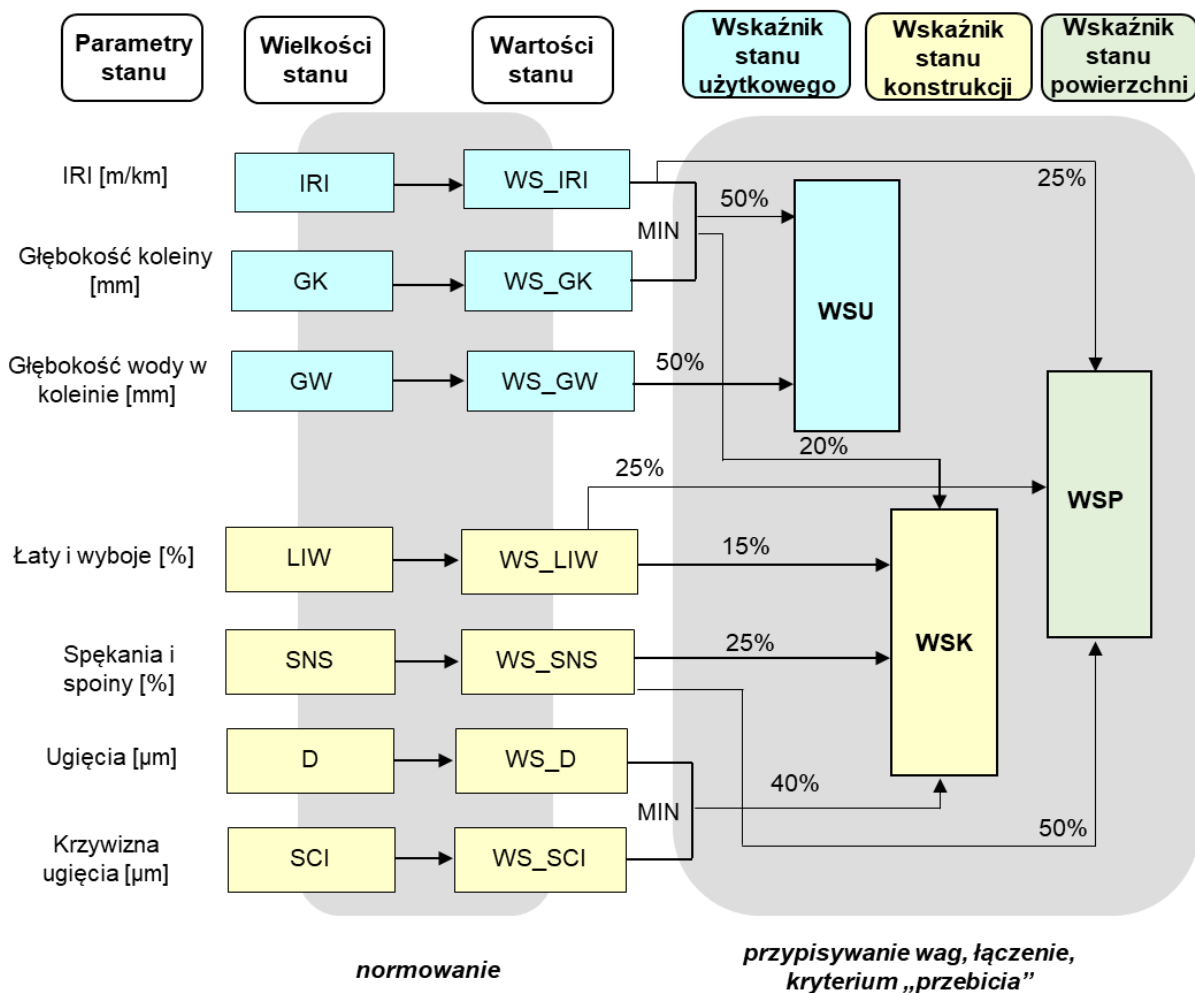 Parametry
stanu
Wielkości
stanu
Wartości
stanu
Wskaźnik
stanu
użytkowego
Wskaźnik
stanu
konstrukcji
Wskaźnik
stanu
powierzchni
IRI [m/km]
IRI
WS_IRI
25%
50%
MIN
Głębokość koleiny
[mm]
GK
WS_GK
WSU
Głębokość wody w
koleinie [mm]
GW
WS_GW
50%
20%
25%
WSP
Łaty i wyboje [%]
LIW
WS_LIW
15%
Spękania i
spoiny [%]
SNS
WS_SNS
25%
WSK
Ugięcia [µm]
D
WS_D
40%
MIN
50%
Krzywizna
ugięcia [µm]
SCI
WS_SCI
normowanie
przypisywanie wag, łączenie,
kryterium „przebicia”